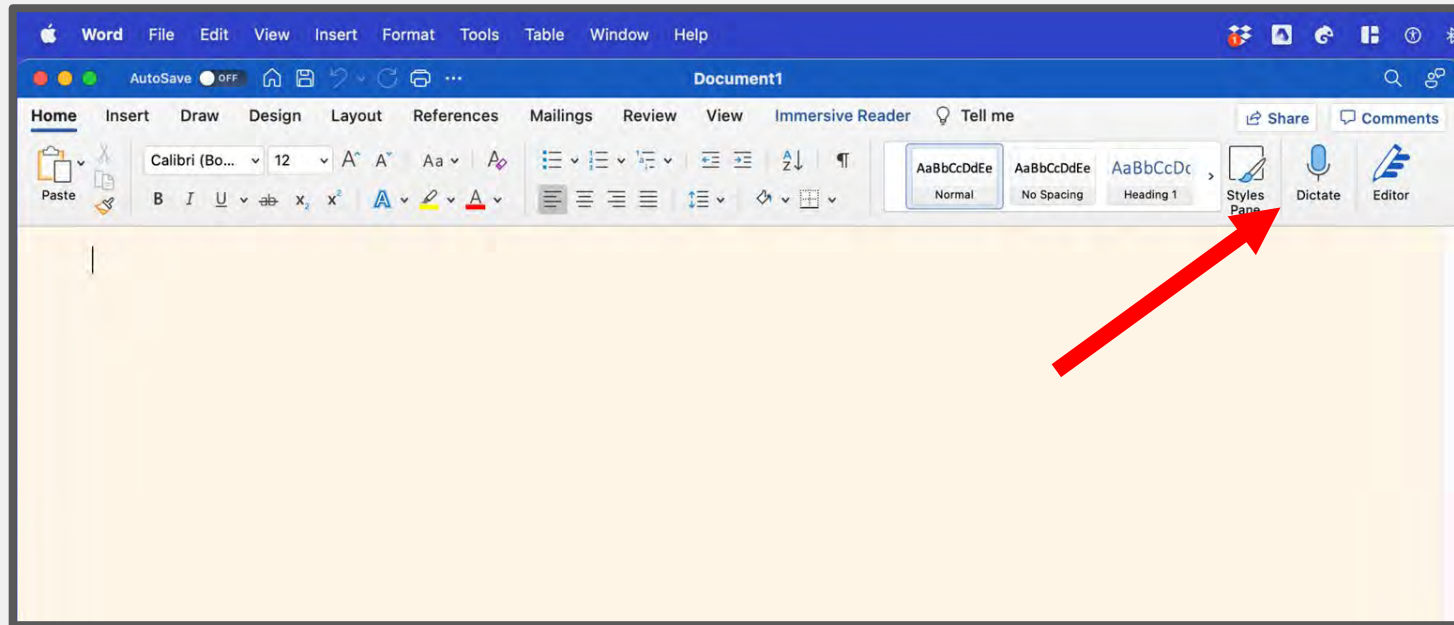 Word File Edit View Insert Format Tools Table Window Help
AutoSave OFF Document1
Home Insert Draw Design Layout References Mailings Review View Immersive Reader Tell me Share Comments
Calibri (Bo... 12 Aa AaBbCcDdEe AaBbCcDdEe AaBbCcDc
Paste B I U ab x₂ x² A A Normal No Spacing Heading 1 Styles Dictate Editor
Pane